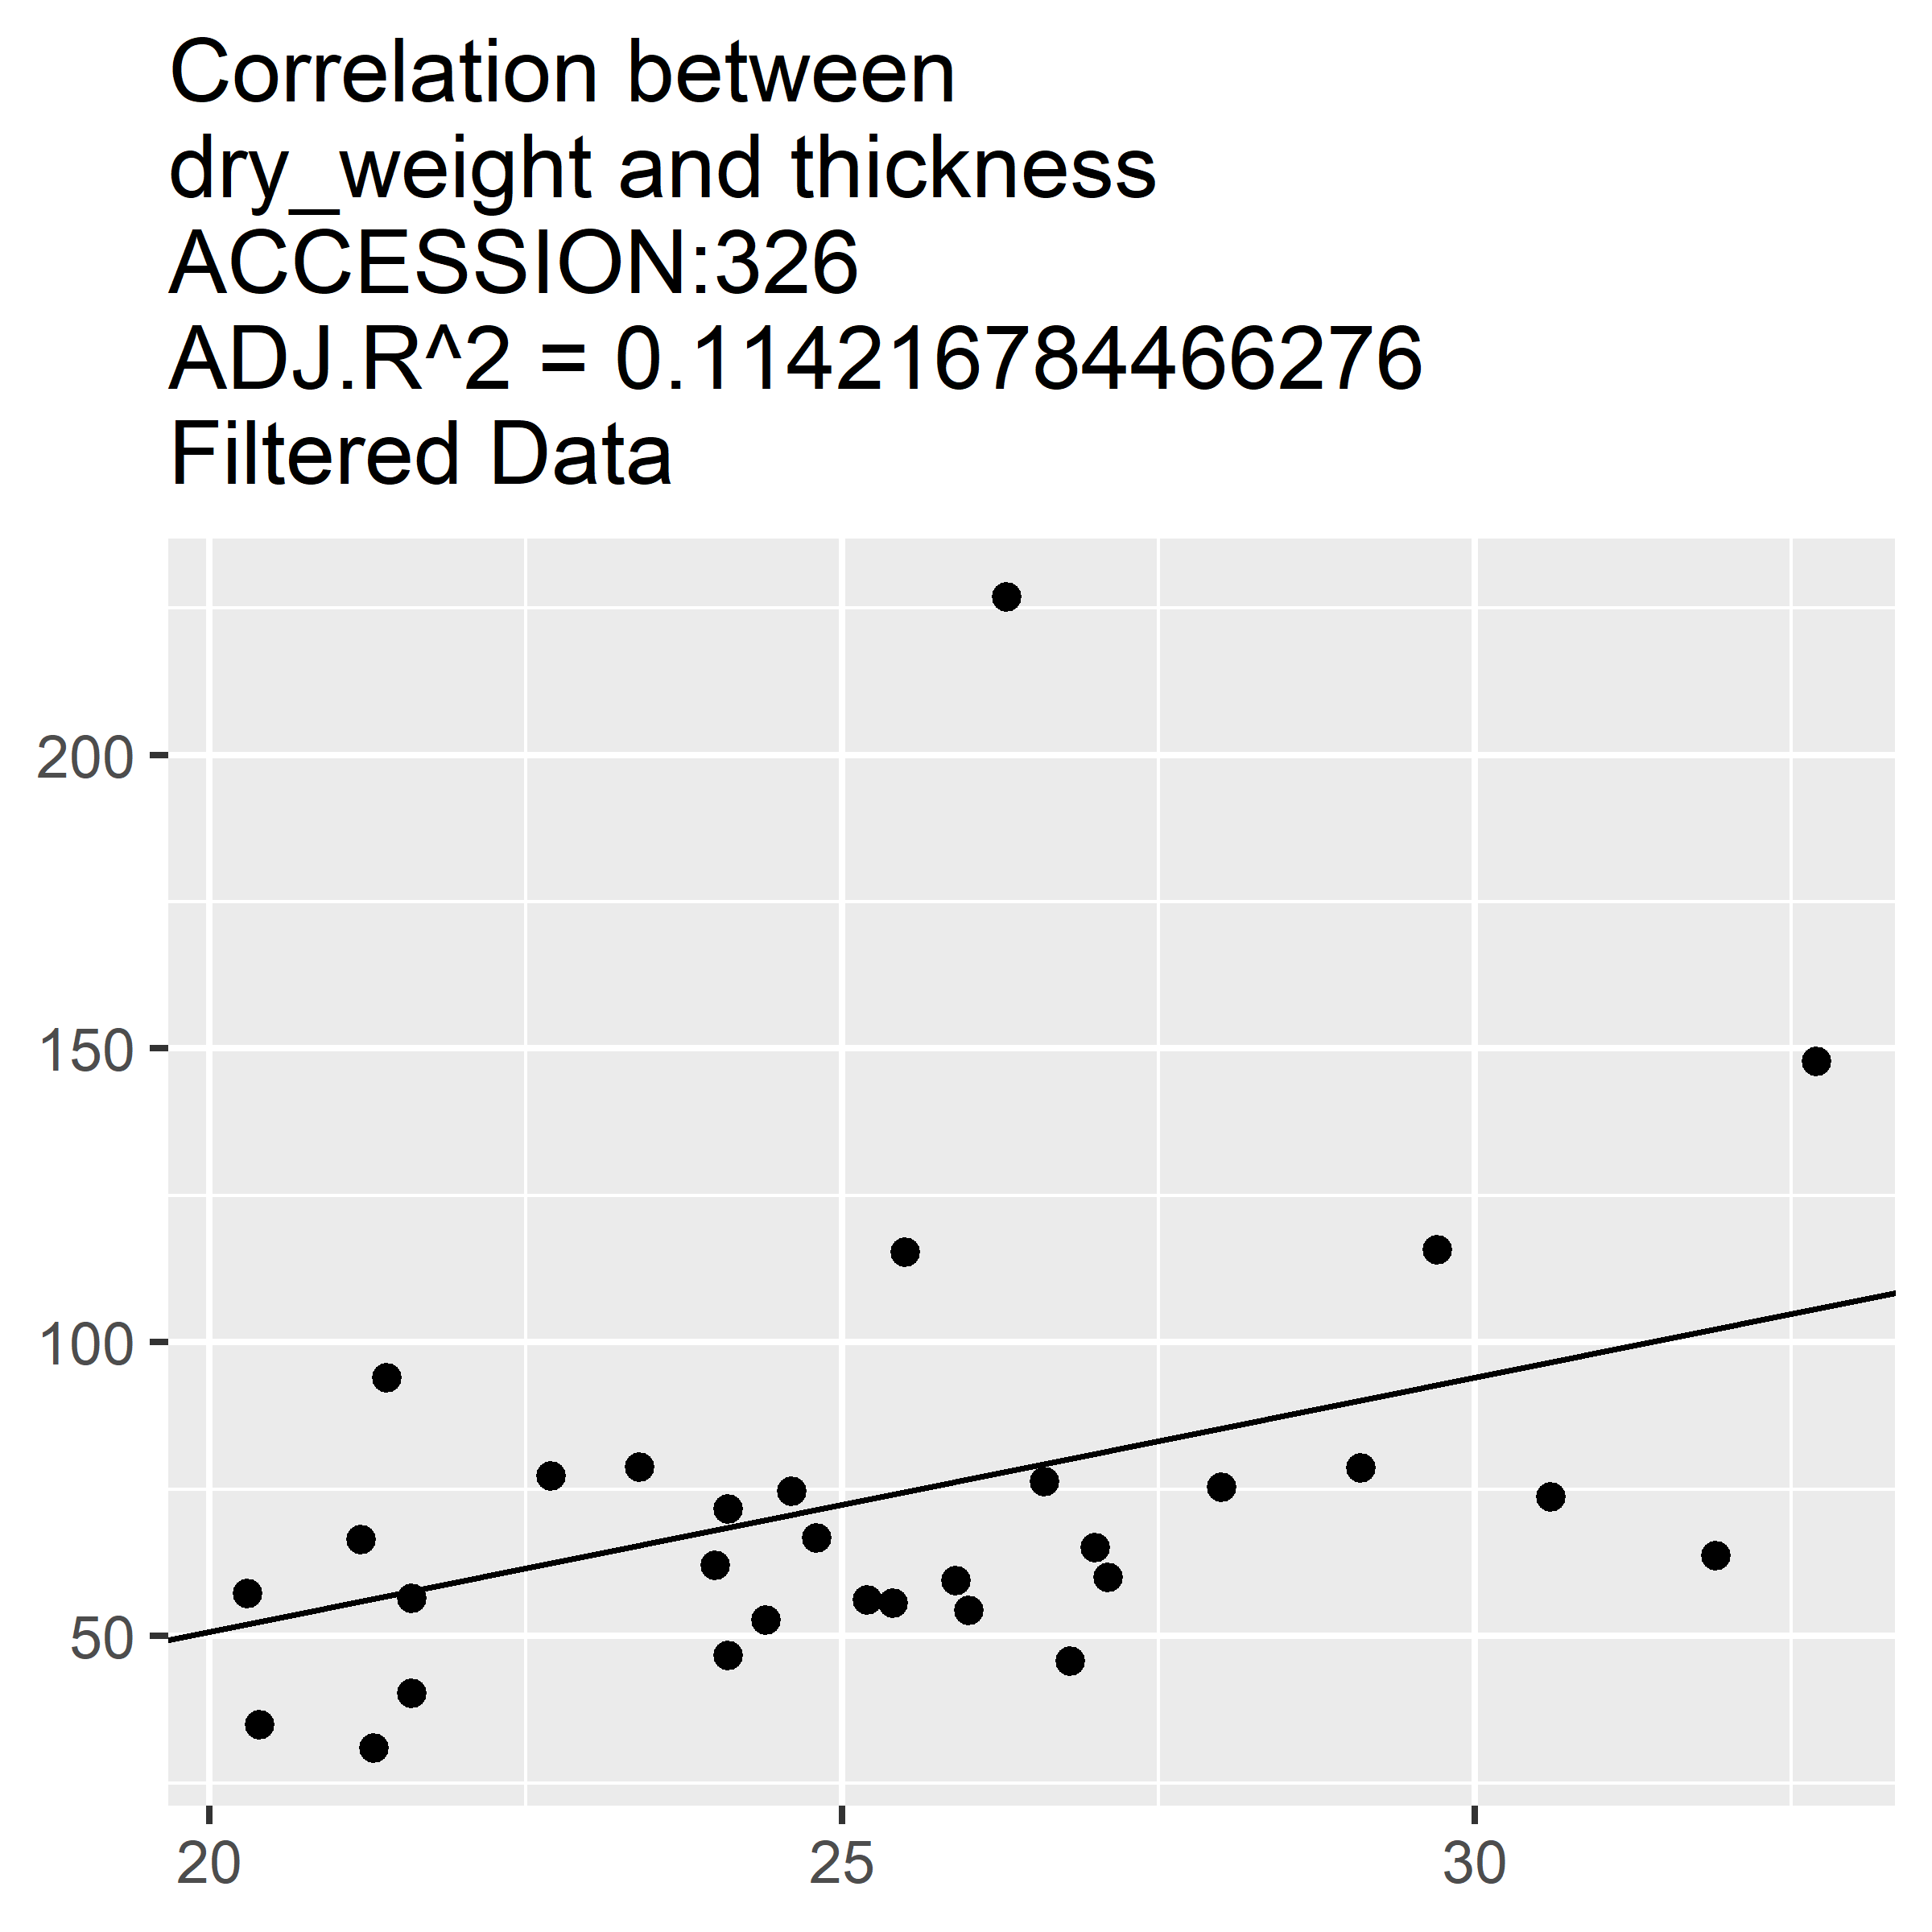 Correlation between
dry_weight and thickness
ACCESSION:326
ADJ.R^2 = 0.114216784466276
Filtered Data
200
150
100
50
20 25 30